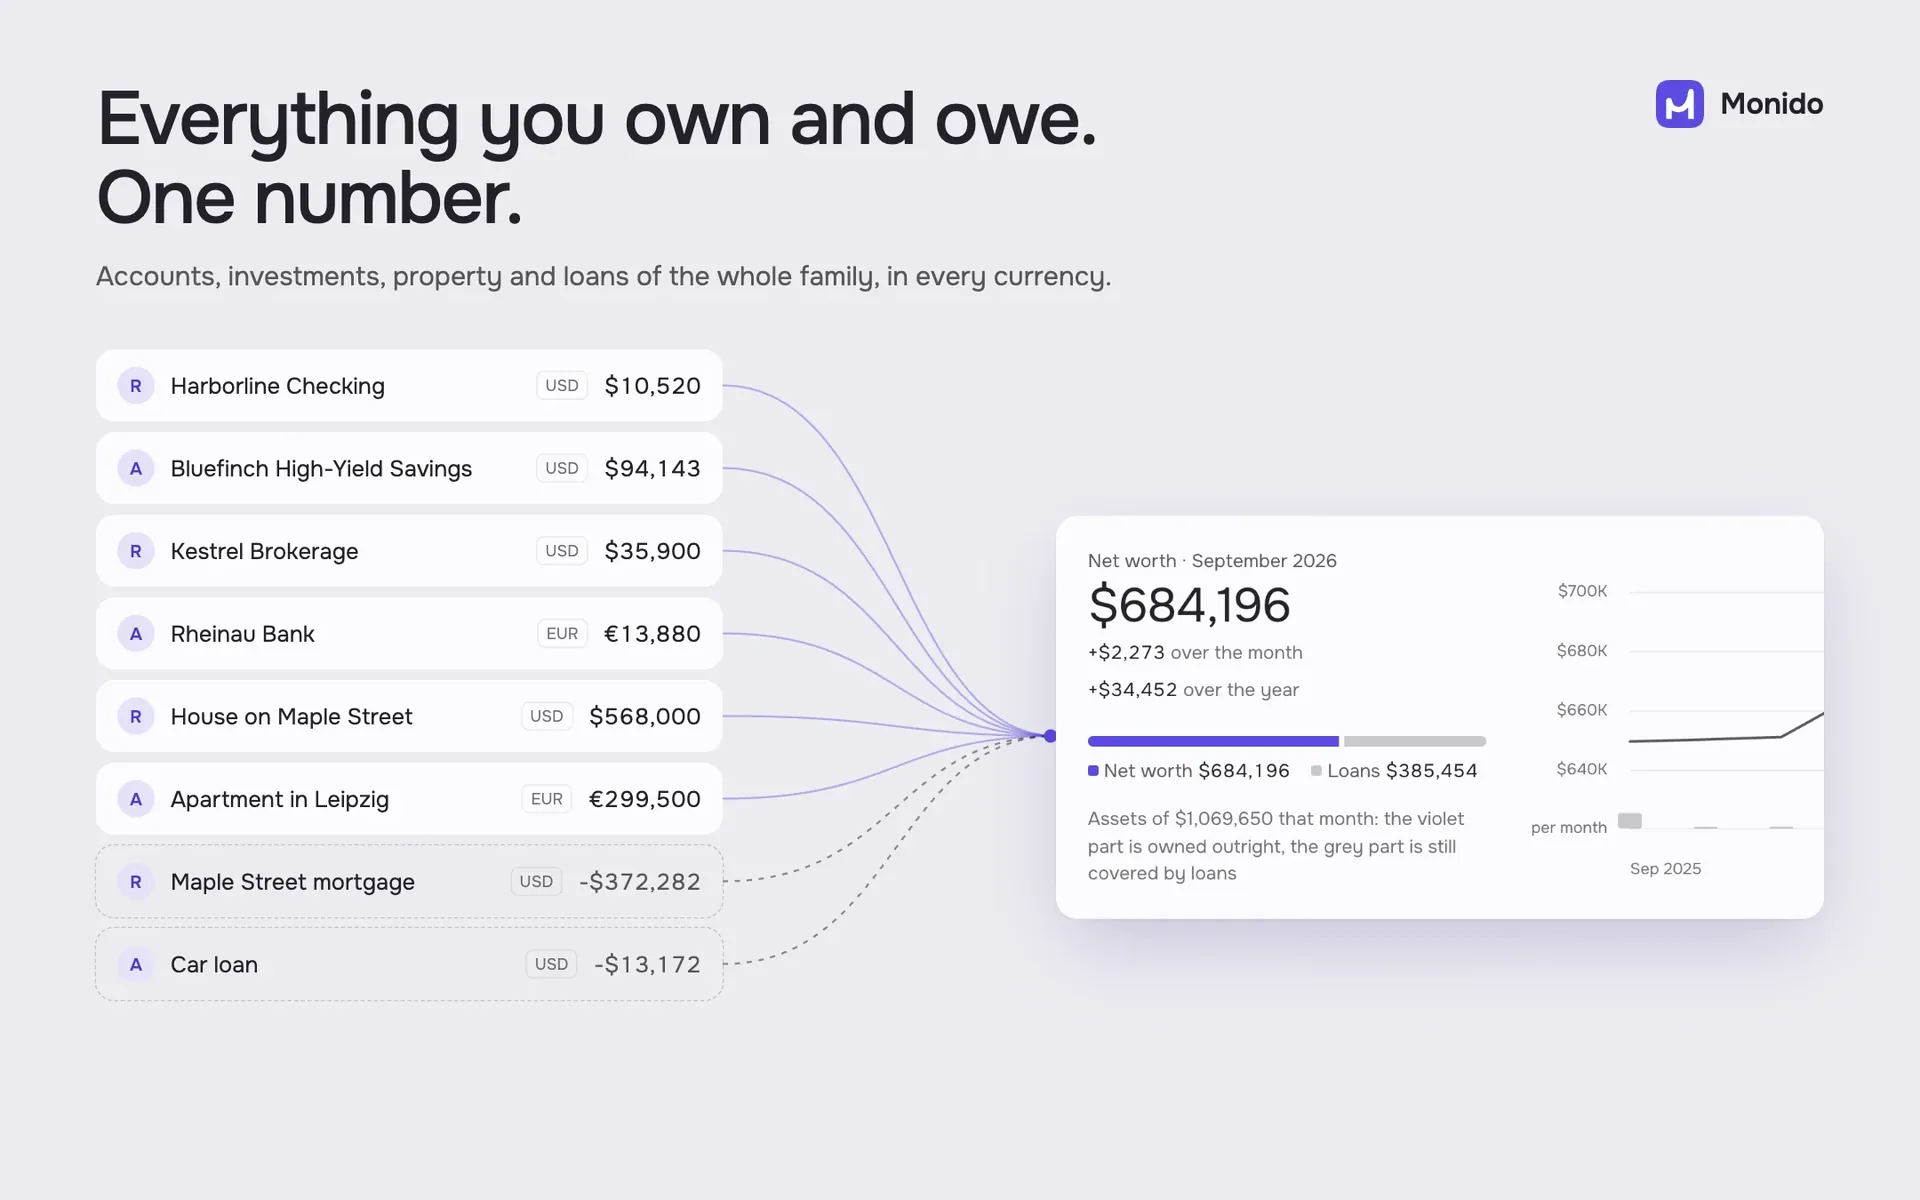 Everything you own and owe.
One number.
Monido
Accounts, investments, property and loans of the whole family, in every currency.
R Harborline Checking USD $10,520
A Bluefinch High-Yield Savings USD $94,143
R Kestrel Brokerage USD $35,900
A Rheinau Bank EUR €13,880
R House on Maple Street USD $568,000
A Apartment in Leipzig EUR €299,500
R Maple Street mortgage USD -$372,282
A Car loan USD -$13,172
Net worth · September 2026
$684,196
+$2,273 over the month
+$34,452 over the year
Net worth $684,196 Loans $385,454
Assets of $1,069,650 that month: the violet
part is owned outright, the grey part is still
covered by loans
$700K
$680K
$660K
$640K
per month
Sep 2025